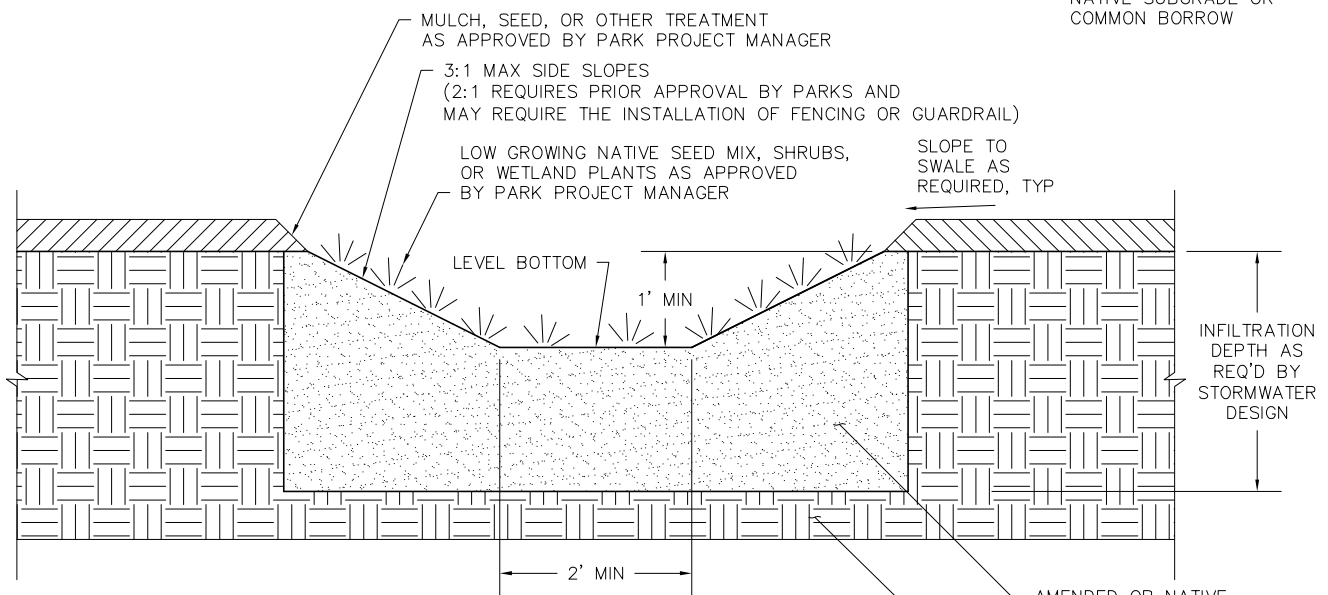 NATIVE SUBGRADE OR
COMMON BORROW
MULCH, SEED, OR OTHER TREATMENT
AS APPROVED BY PARK PROJECT MANAGER
3:1 MAX SIDE SLOPES
(2:1 REQUIRES PRIOR APPROVAL BY PARKS AND
MAY REQUIRE THE INSTALLATION OF FENCING OR GUARDRAIL)
LOW GROWING NATIVE SEED MIX, SHRUBS,
OR WETLAND PLANTS AS APPROVED
BY PARK PROJECT MANAGER
SLOPE TO
SWALE AS
REQUIRED, TYP
LEVEL BOTTOM
1' MIN
INFILTRATION
DEPTH AS
REQ'D BY
STORMWATER
DESIGN
2' MIN
AMENDED OR NATIVE